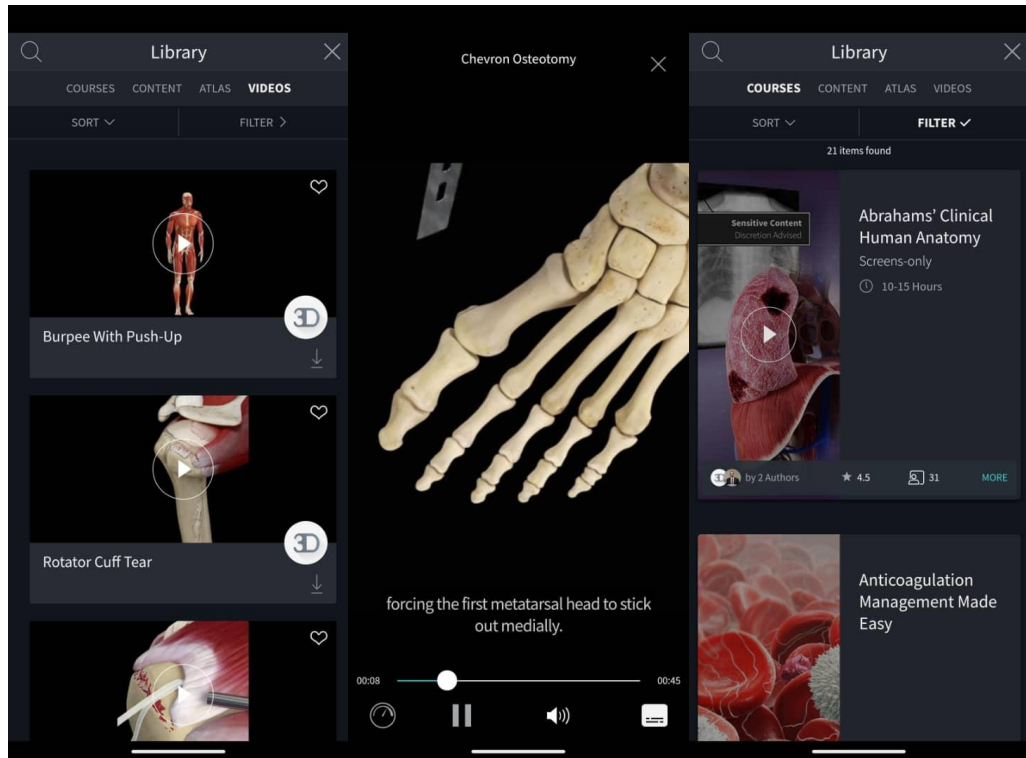 Library
COURSES CONTENT ATLAS VIDEOS
SORT FILTER
3D
Burpee With Push-Up
3D
Rotator Cuff Tear
Chevron Osteotomy
forcing the first metatarsal head to stick
out medially.
00:08 00:45
Library
COURSES CONTENT ATLAS VIDEOS
SORT FILTER
21 items found
Sensitive Content
Discretion Advised
Abrahams’ Clinical
Human Anatomy
Screens-only
10-15 Hours
3D by 2 Authors 4.5 31 MORE
Anticoagulation
Management Made
Easy